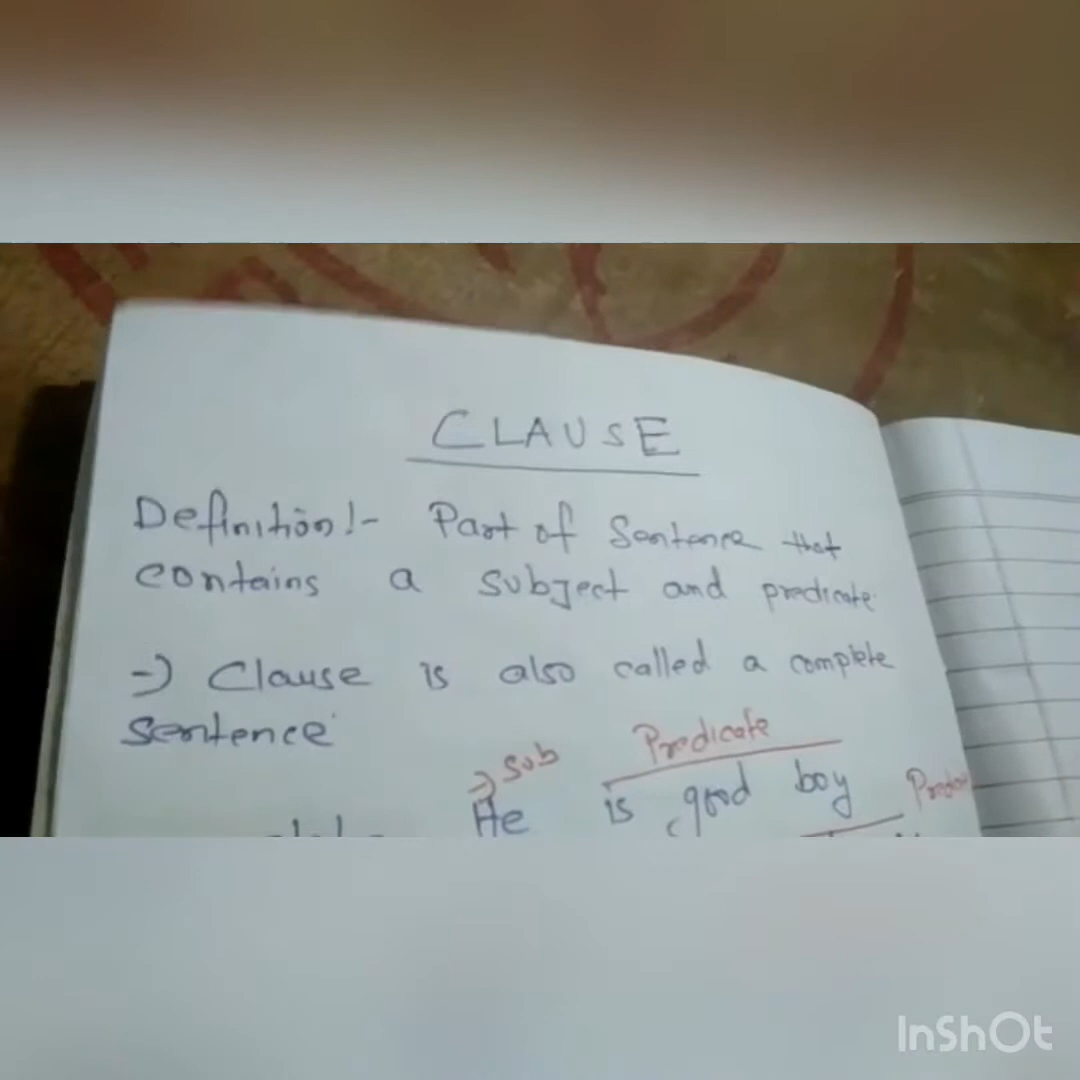 CLAUSE
Definition:- Part of Sentence that
contains a subject and predicate
→ Clause is also called a complete
sentence
→ Sub Predicate
He is good boy
InShOt